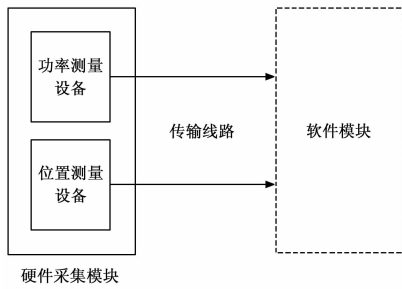 功率测量
设备
传输线路
软件模块
位置测量
设备
硬件采集模块